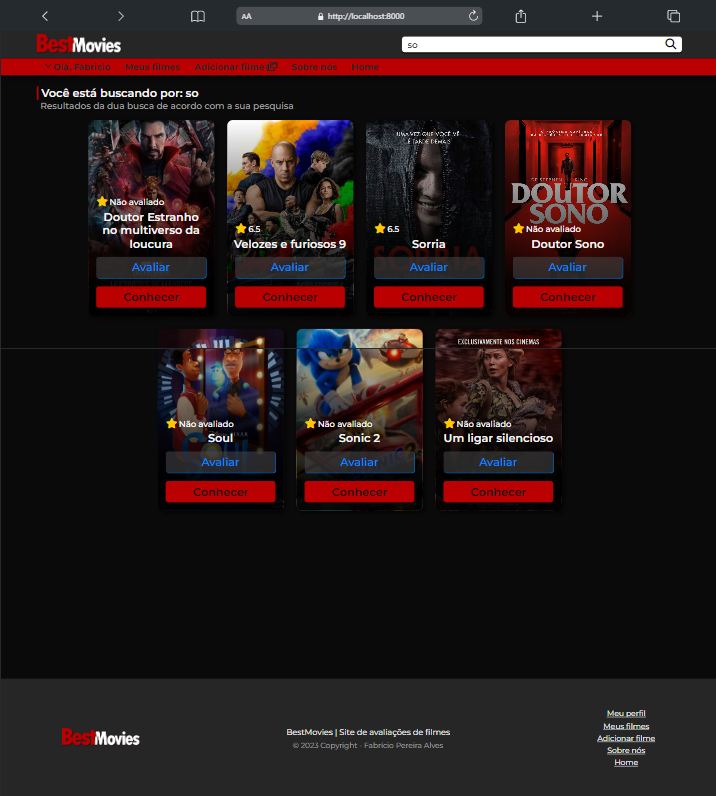 AA
http://localhost:8000
BestMovies
so
Olá, Fabricio
Meus filmes
Adicionar filme
Sobre nós
Home
Você está buscando por: so
Resultados da dua busca de acordo com a sua pesquisa
Não avaliado
Doutor Estranho
no multiverso da
loucura
Avaliar
Conhecer
6.5
Velozes e furiosos 9
Avaliar
Conhecer
UMA VEZ QUE VOCÊ VÊ
É TARDE DEMAIS
SORRIA
6.5
Sorria
Avaliar
Conhecer
DE STEPHEN KING
DOUTOR
SONO
Não avaliado
Doutor Sono
Avaliar
Conhecer
Não avaliado
Soul
Avaliar
Conhecer
Não avaliado
Sonic 2
Avaliar
Conhecer
EXCLUSIVAMENTE NOS CINEMAS
Não avaliado
Um ligar silencioso
Avaliar
Conhecer
BestMovies
BestMovies | Site de avaliações de filmes
© 2023 Copyright - Fabricio Pereira Alves
Meu perfil
Meus filmes
Adicionar filme
Sobre nós
Home